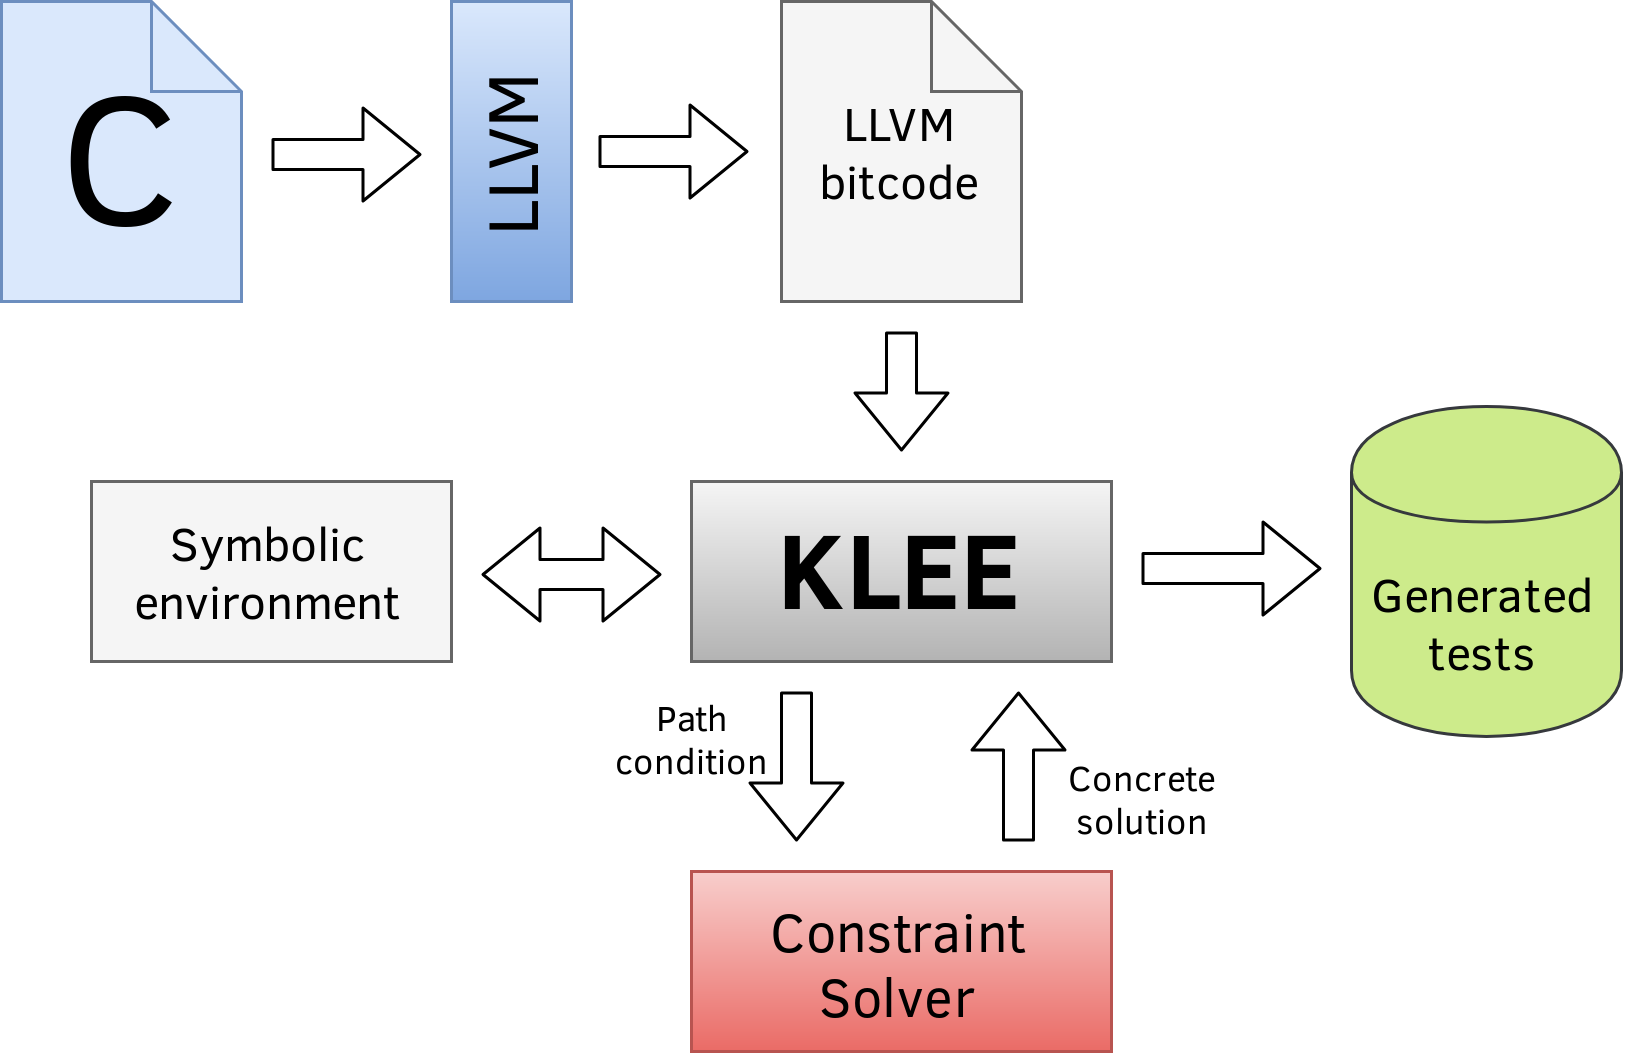 C
LLVM
LLVM
bitcode
Symbolic
environment
KLEE
Generated
tests
Path
condition
Concrete
solution
Constraint
Solver